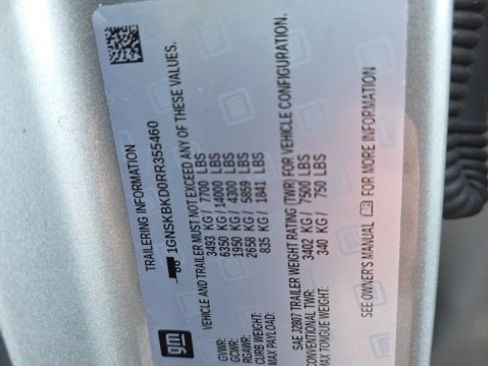 TRAILERING INFORMATION
1GNSKBKD0RR355460
gm
VEHICLE AND TRAILER MUST NOT EXCEED ANY OF THESE VALUES.
GVWR: 3493 KG/ 7700 LBS
GCWR: 6350 KG/ 14000 LBS
RGAWR: 1950 KG/ 4300 LBS
CURB WEIGHT: 2658 KG/ 5859 LBS
MAX PAYLOAD: 835 KG/ 1841 LBS
SAE J2807 TRAILER WEIGHT RATING (TWR) FOR VEHICLE CONFIGURATION.
CONVENTIONAL TWR: 3402 KG/ 7500 LBS
MAX TONGUE WEIGHT: 340 KG/ 750 LBS
SEE OWNER'S MANUAL FOR MORE INFORMATION